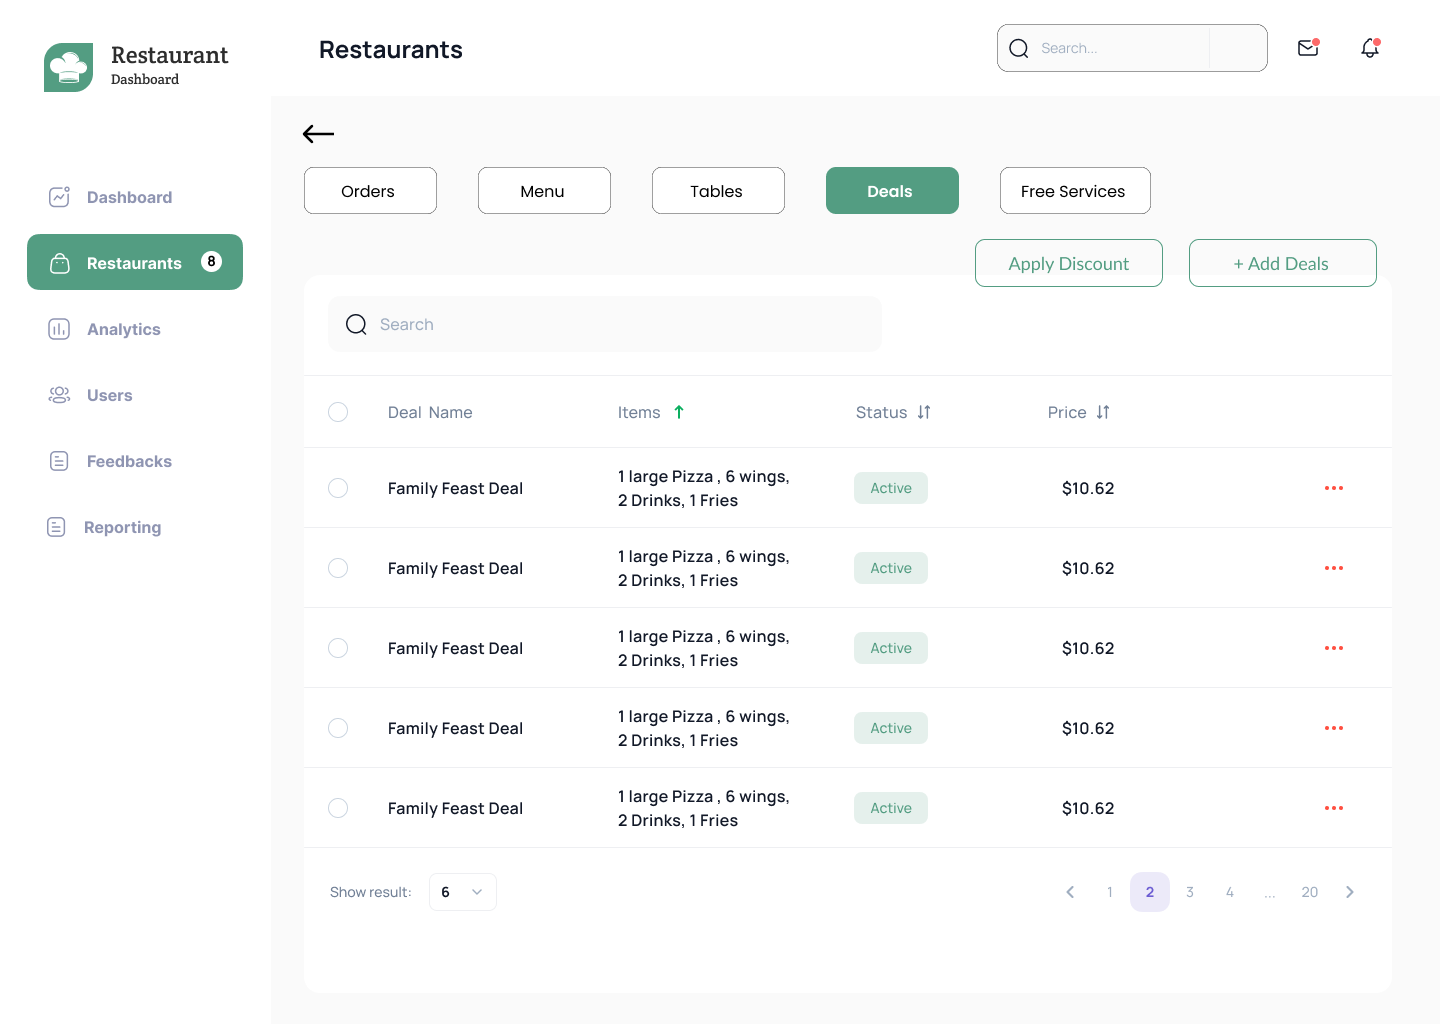 Restaurant
Dashboard
Restaurants
Search...
Dashboard
Restaurants 8
Analytics
Users
Feedbacks
Reporting
Orders
Menu
Tables
Deals
Free Services
Apply Discount
+ Add Deals
Search
Deal Name
Items
Status
Price
Family Feast Deal
1 large Pizza , 6 wings,
2 Drinks, 1 Fries
Active
$10.62
Family Feast Deal
1 large Pizza , 6 wings,
2 Drinks, 1 Fries
Active
$10.62
Family Feast Deal
1 large Pizza , 6 wings,
2 Drinks, 1 Fries
Active
$10.62
Family Feast Deal
1 large Pizza , 6 wings,
2 Drinks, 1 Fries
Active
$10.62
Family Feast Deal
1 large Pizza , 6 wings,
2 Drinks, 1 Fries
Active
$10.62
Show result: 6
1 2 3 4 ... 20